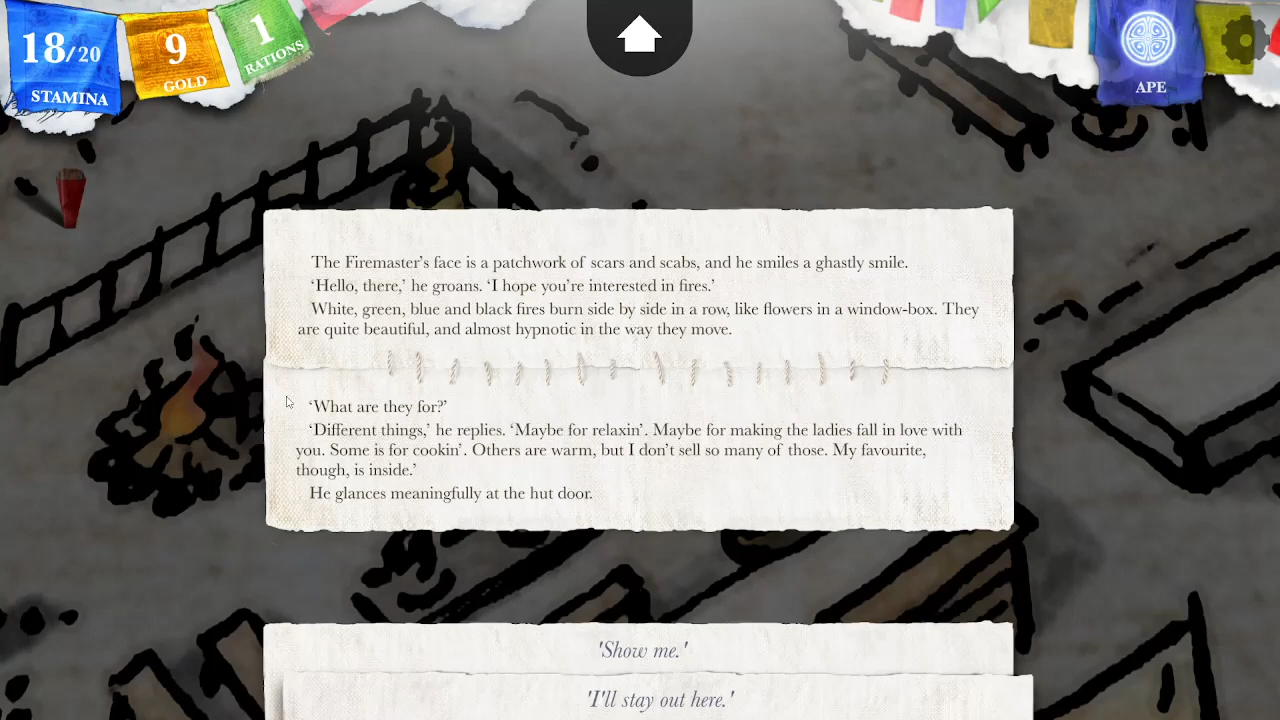 18/20
STAMINA
9
GOLD
1
RATIONS
APE
The Firemaster's face is a patchwork of scars and scabs, and he smiles a ghastly smile.
‘Hello, there,’ he groans. ‘I hope you’re interested in fires.’
White, green, blue and black fires burn side by side in a row, like flowers in a window-box. They
are quite beautiful, and almost hypnotic in the way they move.
‘What are they for?’
‘Different things,’ he replies. ‘Maybe for relaxin’. Maybe for making the ladies fall in love with
you. Some is for cookin’. Others are warm, but I don’t sell so many of those. My favourite,
though, is inside.’
He glances meaningfully at the hut door.
'Show me.'
'I'll stay out here.'